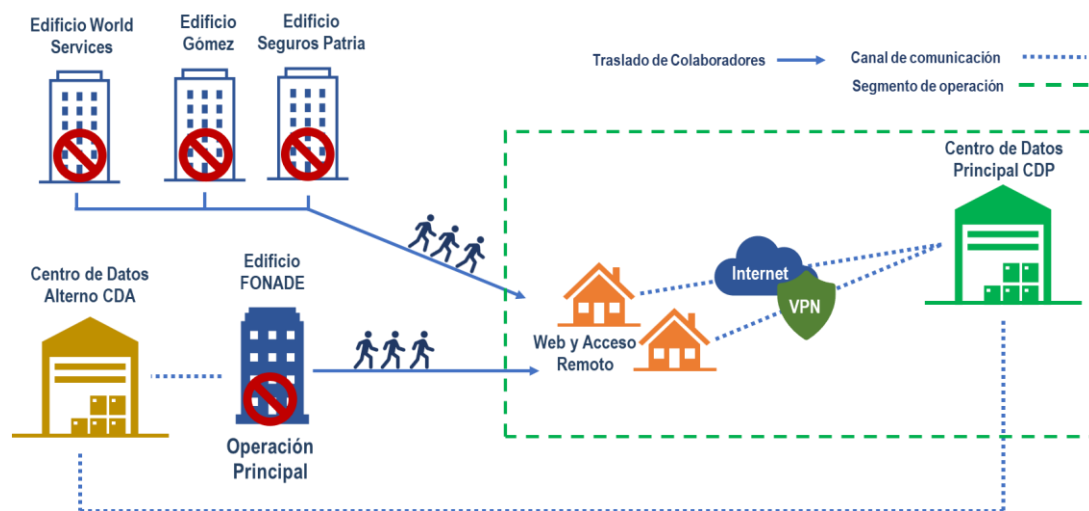 Edificio World
Services
Edificio
Gómez
Edificio
Seguros Patria
Traslado de Colaboradores
Canal de comunicación
Segmento de operación
Centro de Datos
Principal CDP
Centro de Datos
Alterno CDA
Edificio
FONADE
Internet
VPN
Web y Acceso
Remoto
Operación
Principal